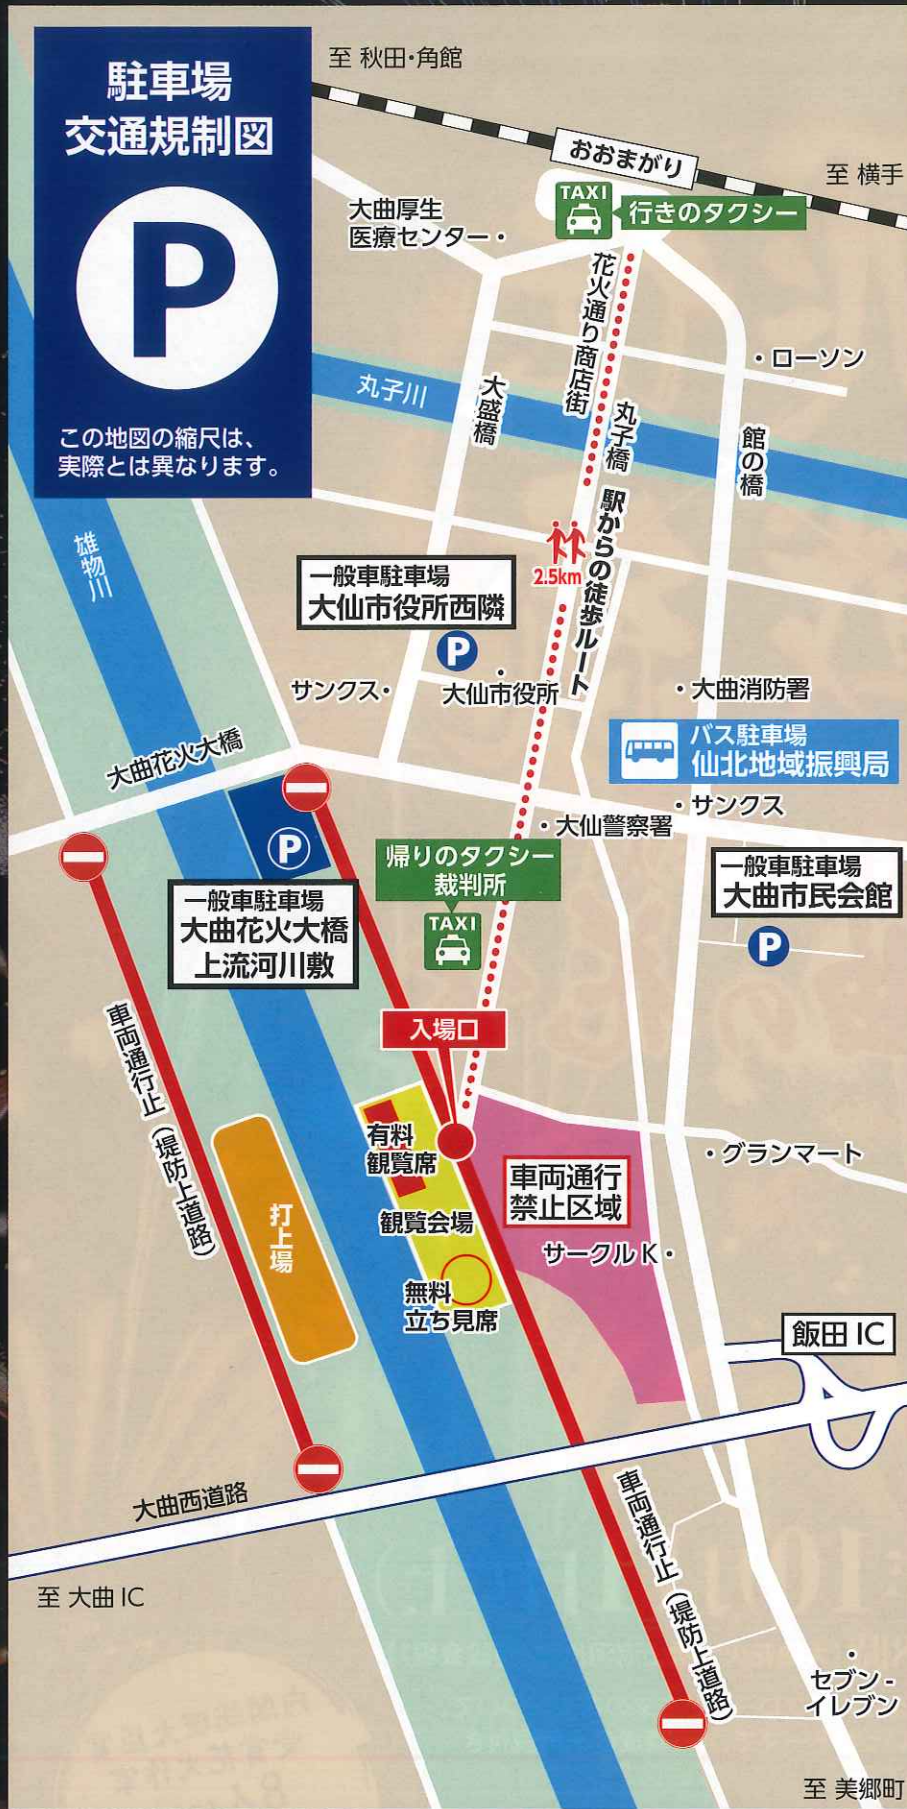 駐車場
交通規制図
P
この地図の縮尺は、
実際とは異なります。
至 秋田・角館
おおまがり
至 横手
TAXI
行きのタクシー
大曲厚生
医療センター・
花火通り商店街
・ローソン
丸子川
大盛橋
丸子橋
館の橋
雄物川
駅からの徒歩ルート
2.5km
一般車駐車場
大仙市役所西隣
P
サンクス・
・
大仙市役所
・大曲消防署
バス駐車場
仙北地域振興局
大曲花火大橋
・サンクス
・大仙警察署
P
帰りのタクシー
裁判所
TAXI
一般車駐車場
大曲市民会館
P
一般車駐車場
大曲花火大橋
上流河川敷
車両通行止（堤防上道路）
入場口
有料
観覧席
観覧会場
無料
立ち見席
打上場
車両通行
禁止区域
・グランマート
サークルK・
飯田 IC
大曲西道路
至 大曲 IC
車両通行止（堤防上道路）
・
セブン-
イレブン
至 美郷町